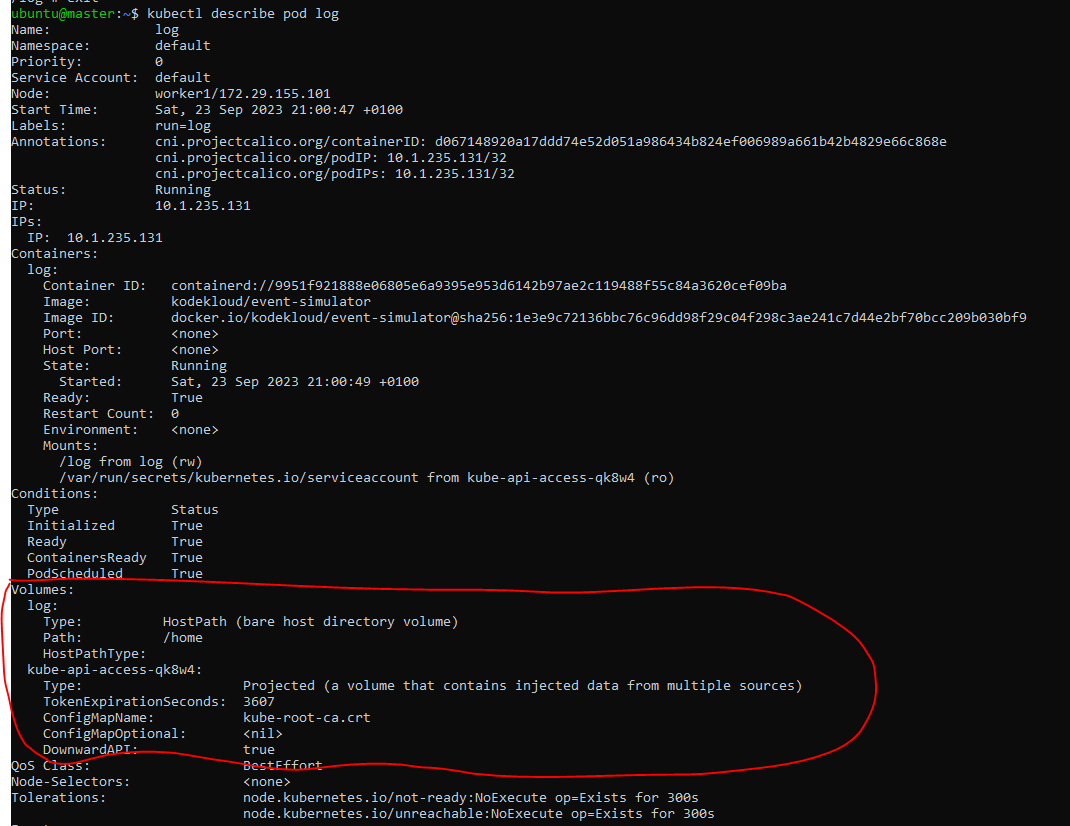 /log # exit
ubuntu@master:~$ kubectl describe pod log
Name:             log
Namespace:        default
Priority:         0
Service Account:  default
Node:             worker1/172.29.155.101
Start Time:       Sat, 23 Sep 2023 21:00:47 +0100
Labels:           run=log
Annotations:      cni.projectcalico.org/containerID: d067148920a17ddd74e52d051a986434b824ef006989a661b42b4829e66c868e
                  cni.projectcalico.org/podIP: 10.1.235.131/32
                  cni.projectcalico.org/podIPs: 10.1.235.131/32
Status:           Running
IP:               10.1.235.131
IPs:
  IP:  10.1.235.131
Containers:
  log:
    Container ID:   containerd://9951f921888e06805e6a9395e953d6142b97ae2c119488f55c84a3620cef09ba
    Image:          kodekloud/event-simulator
    Image ID:       docker.io/kodekloud/event-simulator@sha256:1e3e9c72136bbc76c96dd98f29c04f298c3ae241c7d44e2bf70bcc209b030bf9
    Port:           <none>
    Host Port:      <none>
    State:          Running
      Started:      Sat, 23 Sep 2023 21:00:49 +0100
    Ready:          True
    Restart Count:  0
    Environment:    <none>
    Mounts:
      /log from log (rw)
      /var/run/secrets/kubernetes.io/serviceaccount from kube-api-access-qk8w4 (ro)
Conditions:
  Type              Status
  Initialized       True
  Ready             True
  ContainersReady   True
  PodScheduled      True
Volumes:
  log:
    Type:          HostPath (bare host directory volume)
    Path:          /home
    HostPathType:
  kube-api-access-qk8w4:
    Type:                    Projected (a volume that contains injected data from multiple sources)
    TokenExpirationSeconds:  3607
    ConfigMapName:           kube-root-ca.crt
    ConfigMapOptional:       <nil>
    DownwardAPI:             true
QoS Class:                   BestEffort
Node-Selectors:              <none>
Tolerations:                 node.kubernetes.io/not-ready:NoExecute op=Exists for 300s
                             node.kubernetes.io/unreachable:NoExecute op=Exists for 300s